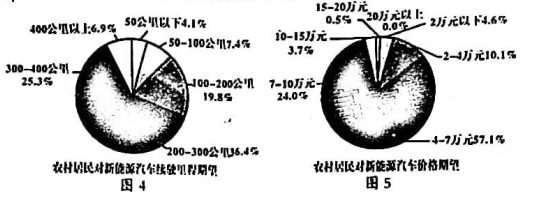 400公里以上6.9%
50公里以下4.1%
50-100公里7.4%
300-400公里
25.3%
100-200公里
19.8%
200-300公里36.4%
农村居民对新能源汽车续驶里程期望
图 4
15-20万元
0.5%
20万元以上
0.0%
2万元以下4.6%
10-15万元
3.7%
2-4万元10.1%
7-10万元
24.0%
4-7万元57.1%
农村居民对新能源汽车价格期望
图 5